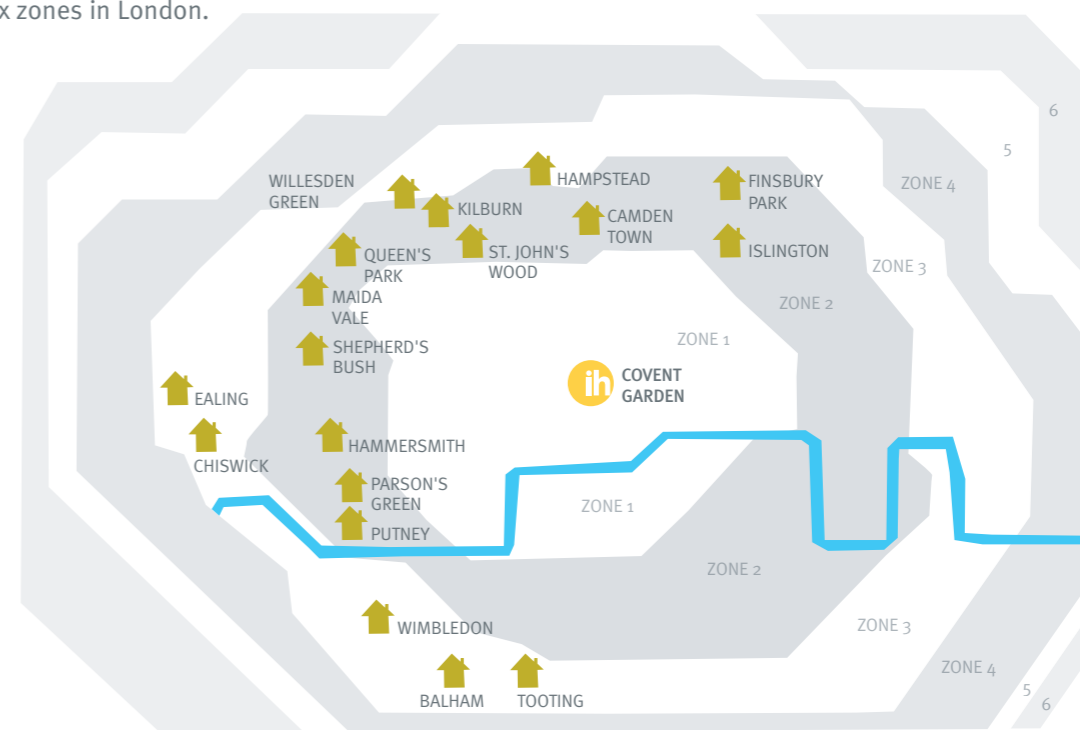 x zones in London.
6
5
ZONE 4
WILLESDEN
GREEN
HAMPSTEAD
FINSBURY
PARK
KILBURN
CAMDEN
TOWN
QUEEN'S
PARK
ST. JOHN'S
WOOD
ISLINGTON
ZONE 3
MAIDA
VALE
ZONE 2
SHEPHERD'S
BUSH
ZONE 1
ih
COVENT
GARDEN
EALING
CHISWICK
HAMMERSMITH
PARSON'S
GREEN
ZONE 1
PUTNEY
ZONE 2
WIMBLEDON
ZONE 3
ZONE 4
BALHAM
TOOTING
5
6